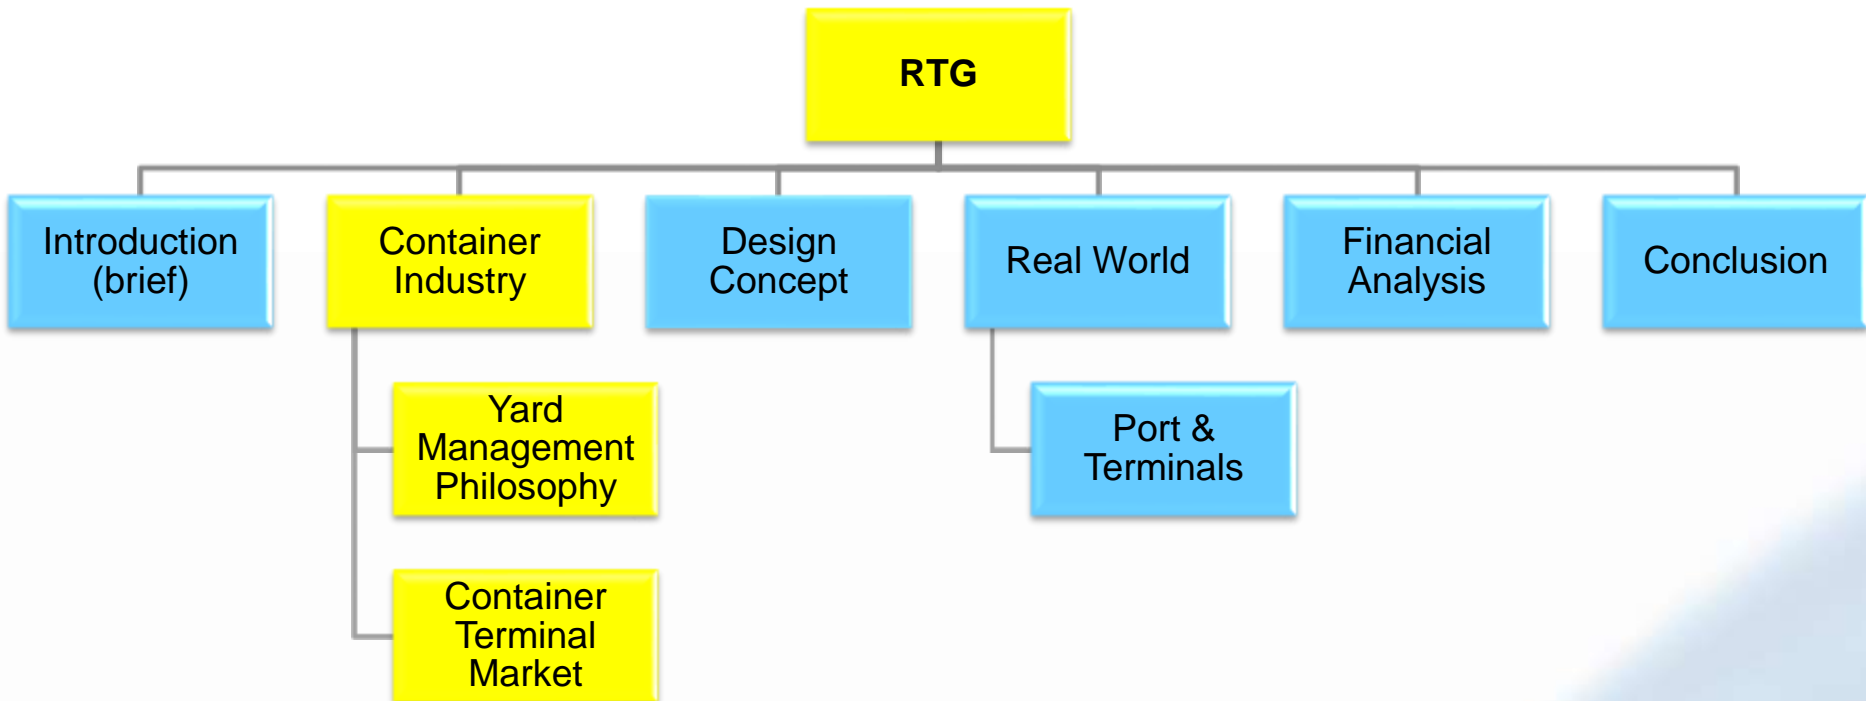 RTG
Introduction
(brief)
Container
Industry
Design
Concept
Real World
Financial
Analysis
Conclusion
Yard
Management
Philosophy
Port &
Terminals
Container
Terminal
Market